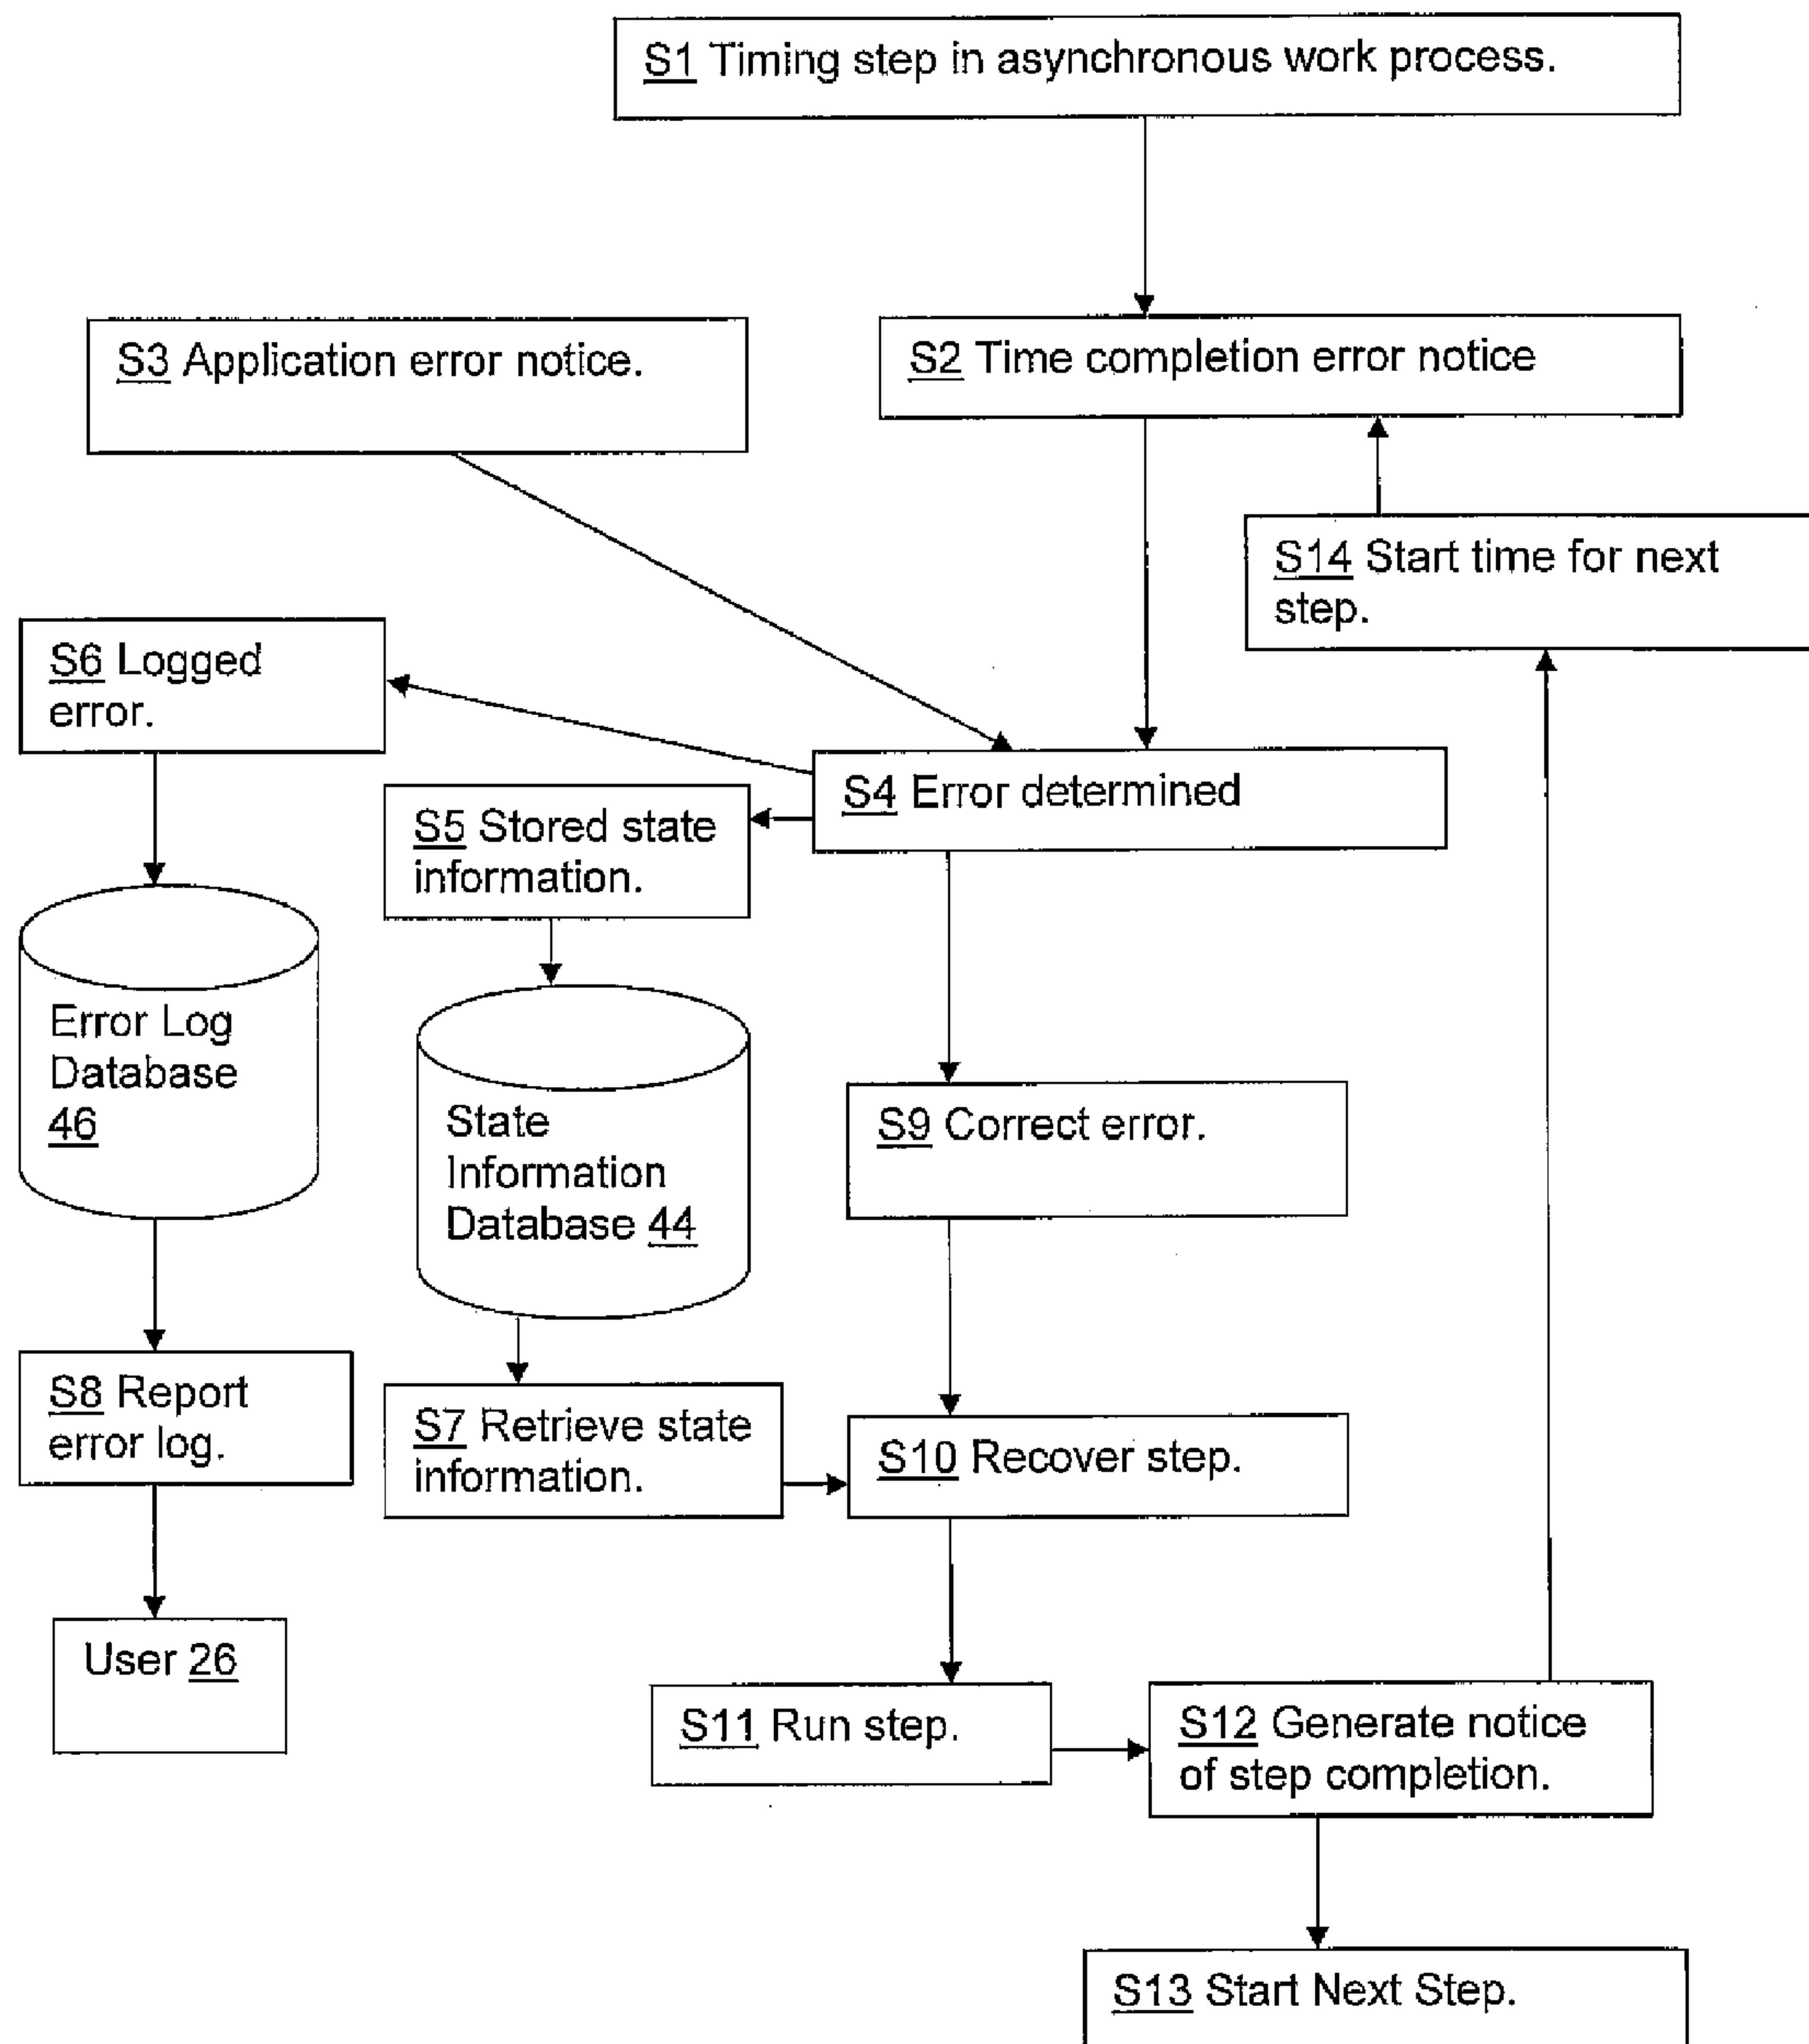 S1 Timing step in asynchronous work process.
S3 Application error notice.
S2 Time completion error notice
S14 Start time for next
step.
S6 Logged
error.
S4 Error determined
S5 Stored state
information.
Error Log
Database
46
State
Information
Database 44
S9 Correct error.
S8 Report
error log.
S7 Retrieve state
information.
S10 Recover step.
User 26
S11 Run step.
S12 Generate notice
of step completion.
S13 Start Next Step.